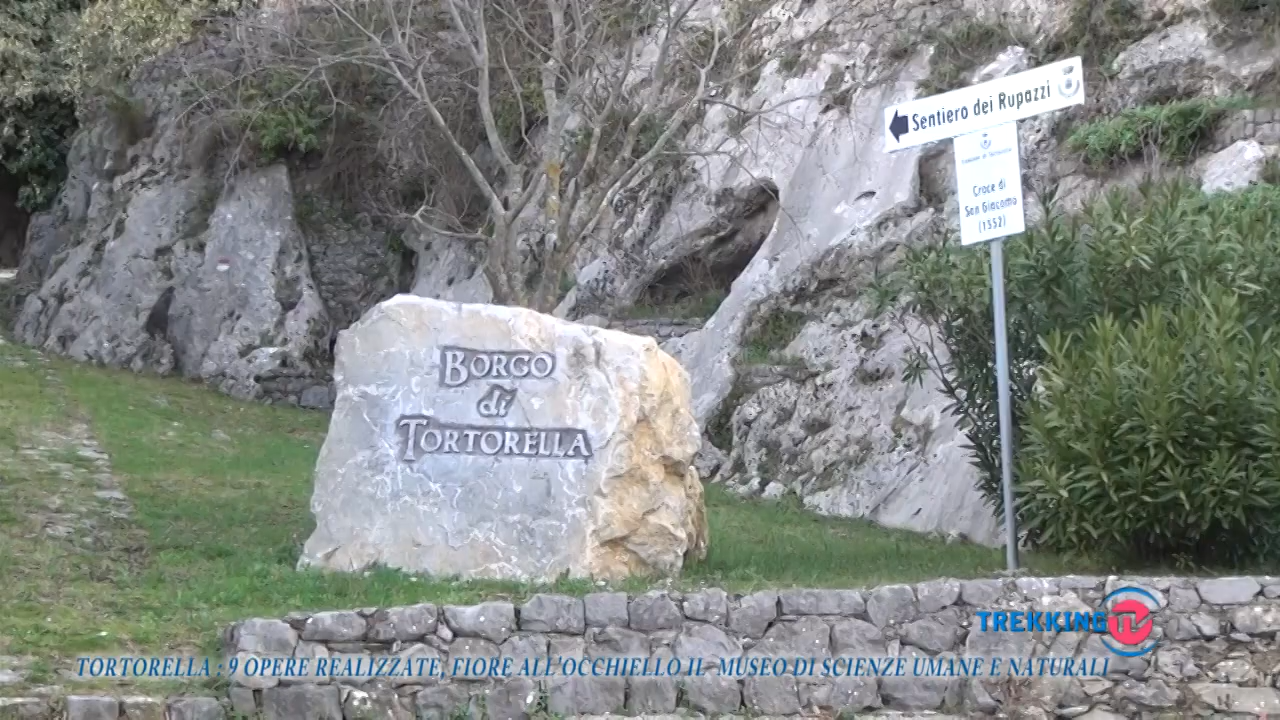 Sentiero dei Rupazzi
Croce di
San Giacomo
(1552)
BORGO
di
TORTORELLA
TREKKING TV
TORTORELLA : 9 OPERE REALIZZATE, FIORE ALL'OCCHIELLO IL MUSEO DI SCIENZE UMANE E NATURALI